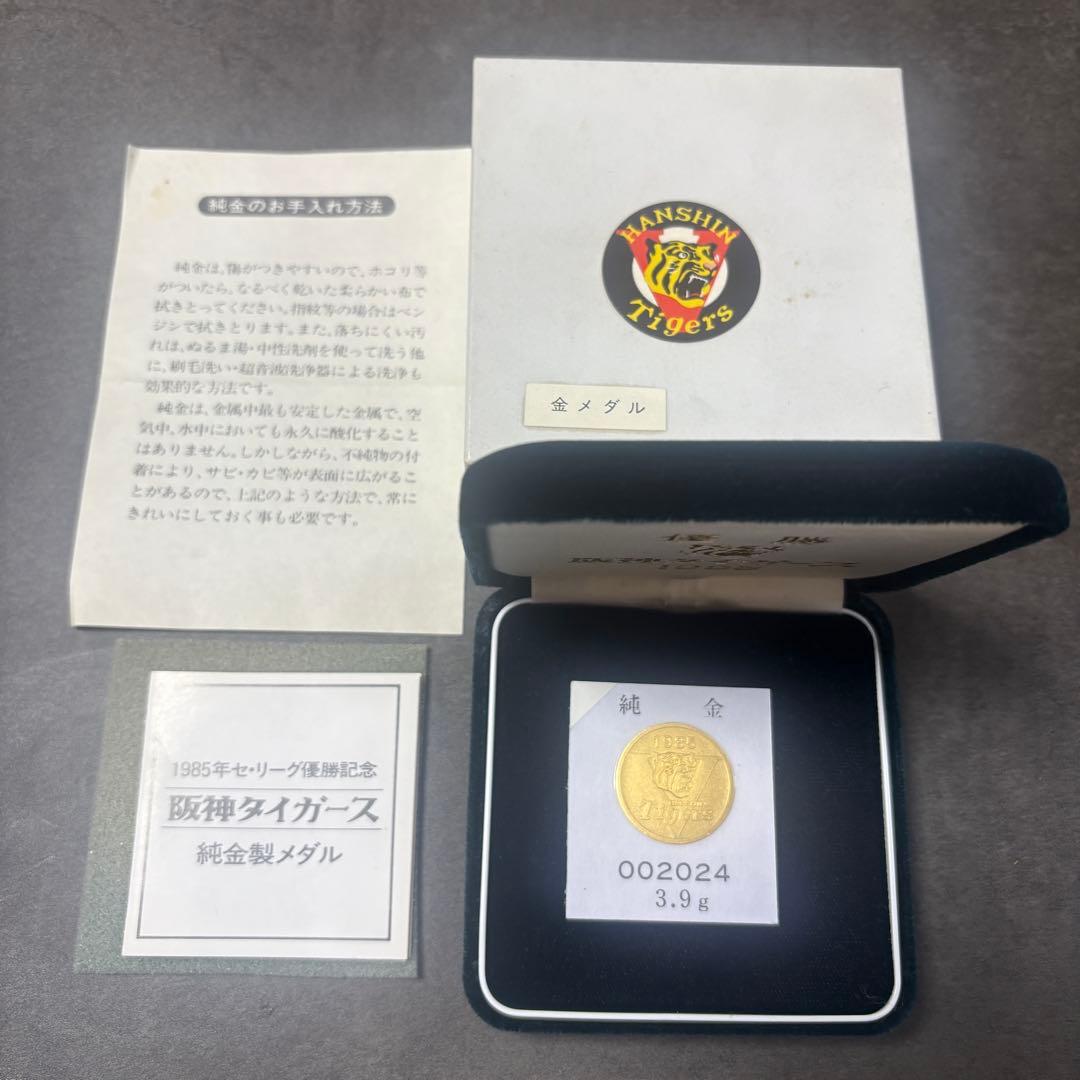 純金のお手入れ方法
純金は、傷がつきやすいので、ホコリ等
がついたら、なるべく乾いた柔らかい布で
拭きとってください。指紋等の場合はベン
ジンで拭きとります。また、落ちにくい汚
れは、ぬるま湯・中性洗剤を使って洗う他
に、刷毛洗い・超音波洗浄器による洗浄も
効果的な方法です。
純金は、金属中最も安定した金属で、空
気中、水中においても永久に酸化すること
はありません。しかしながら、不純物の付
着により、サビ・カビ等が表面に広がるこ
とがあるので、上記のような方法で、常に
きれいにしておく事も必要です。
HANSHIN
Tigers
金メダル
1985年セ・リーグ優勝記念
阪神タイガース
純金製メダル
純金
1985
Tigers
002024
3.9g